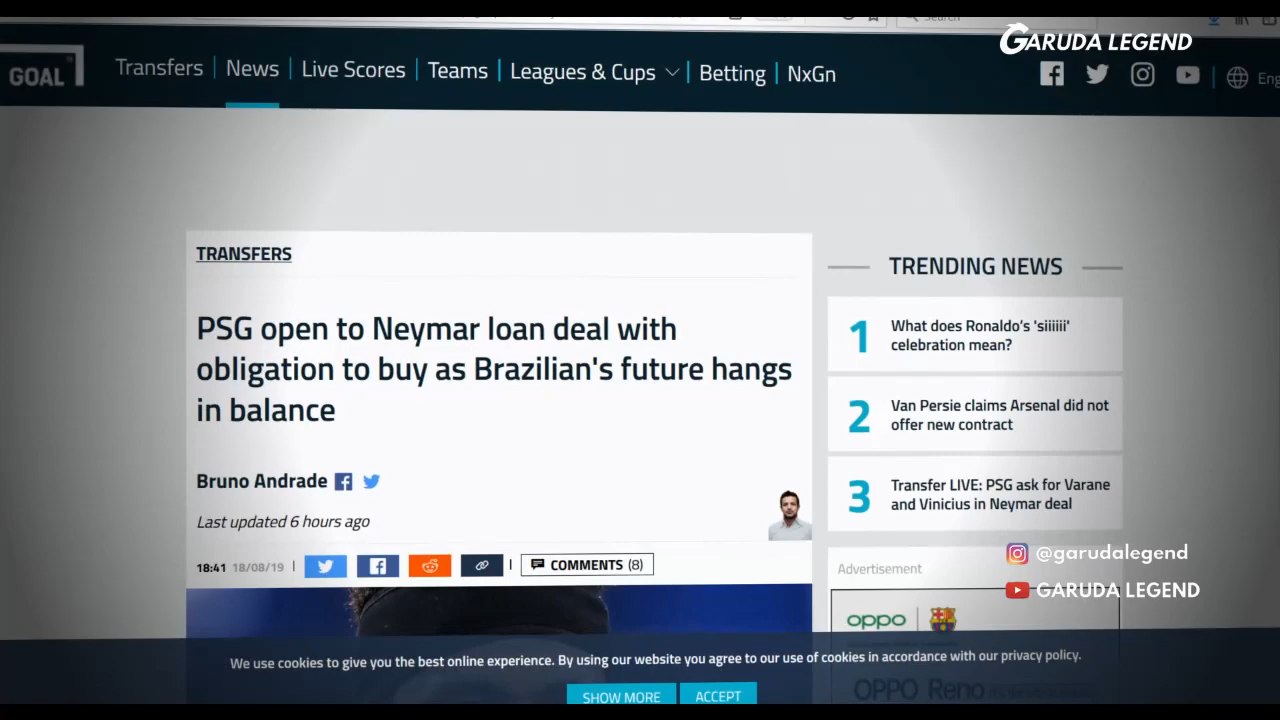 Search
GARUDA LEGEND
GOAL
Transfers News Live Scores Teams Leagues & Cups Betting NxGn
TRANSFERS
PSG open to Neymar loan deal with
obligation to buy as Brazilian's future hangs
in balance
Bruno Andrade
Last updated 6 hours ago
18:41 18/08/19
COMMENTS (8)
TRENDING NEWS
1 What does Ronaldo's 'siiiiii'
celebration mean?
2 Van Persie claims Arsenal did not
offer new contract
3 Transfer LIVE: PSG ask for Varane
and Vinicius in Neymar deal
@garudalegend
Advertisement
GARUDA LEGEND
oppo
OPPO Reno
We use cookies to give you the best online experience. By using our website you agree to our use of cookies in accordance with our privacy policy.
SHOW MORE ACCEPT